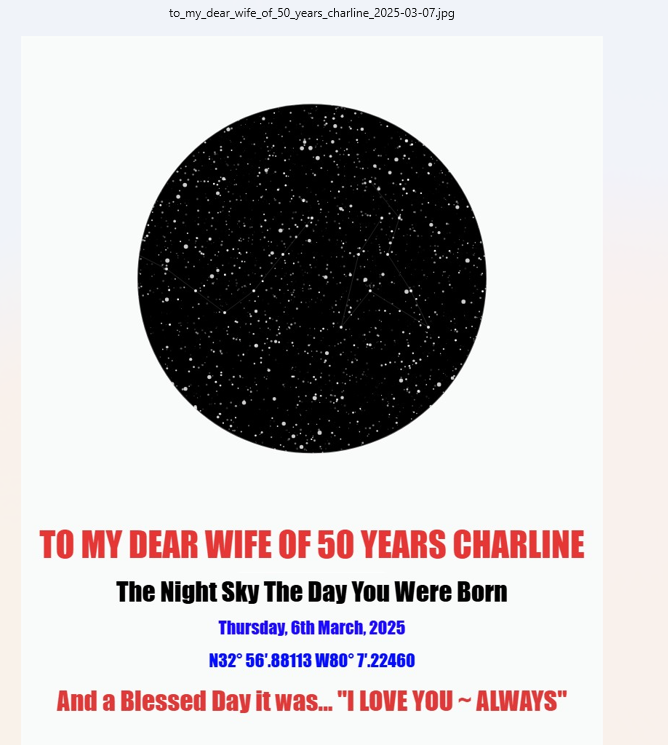 to_my_dear_wife_of_50_years_charline_2025-03-07.jpg
TO MY DEAR WIFE OF 50 YEARS CHARLINE
The Night Sky The Day You Were Born
Thursday, 6th March, 2025
N32° 56′.88113 W80° 7′.22460
And a Blessed Day it was... "I LOVE YOU ~ ALWAYS"